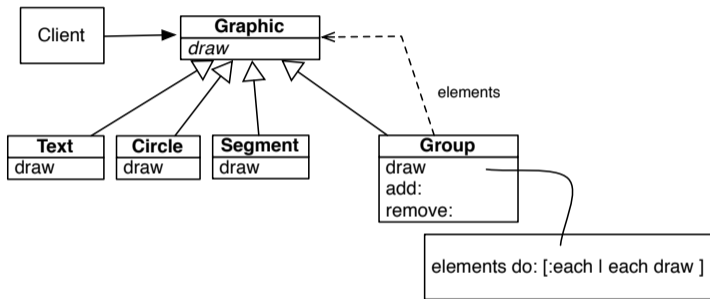 Client
Graphic
draw
elements
Text
draw
Circle
draw
Segment
draw
Group
draw
add:
remove:
elements do: [:each | each draw ]